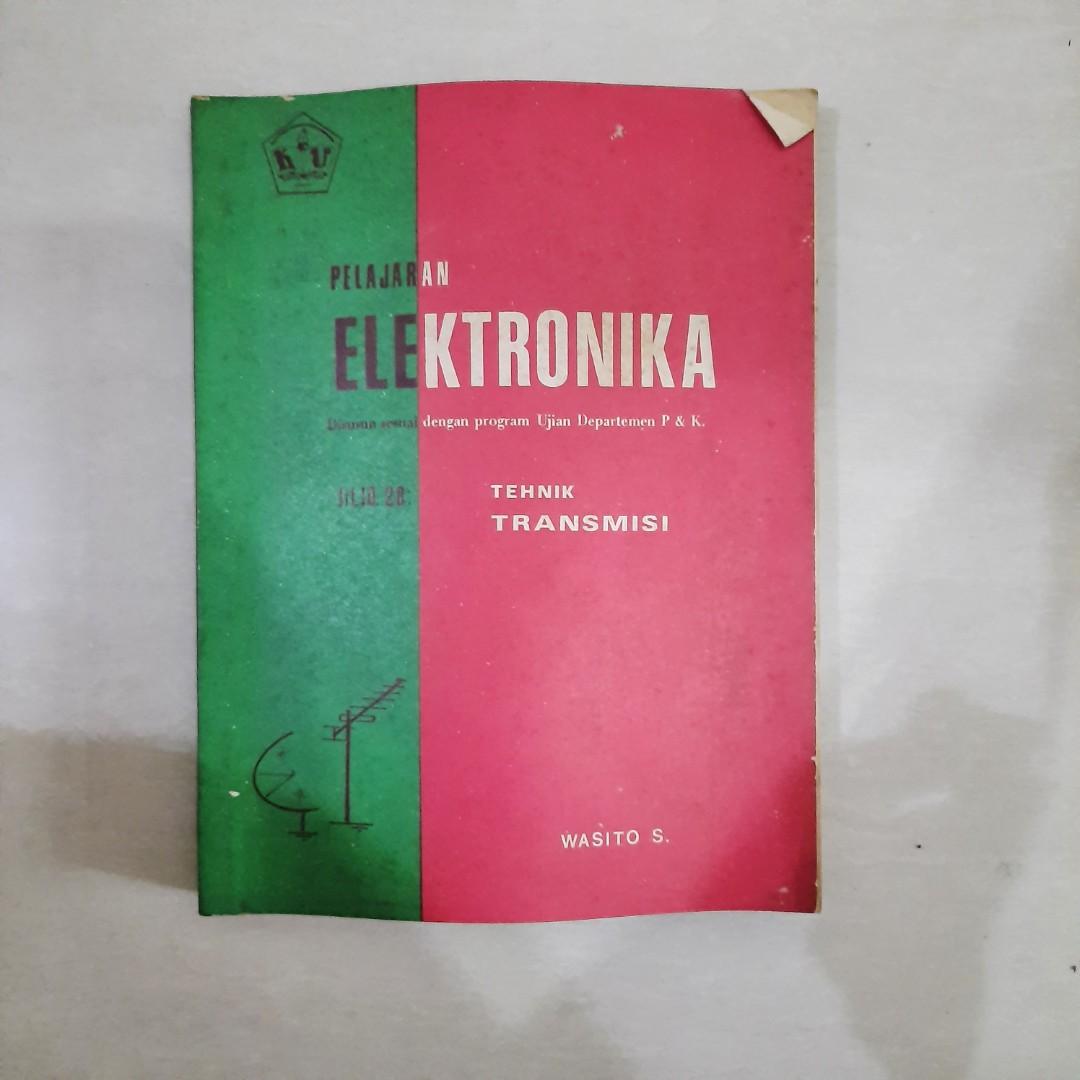 K U
PELAJARAN
ELEKTRONIKA
Disusun sesuai dengan program Ujian Departemen P & K.
JILID 2B:
TEHNIK
TRANSMISI
WASITO S.